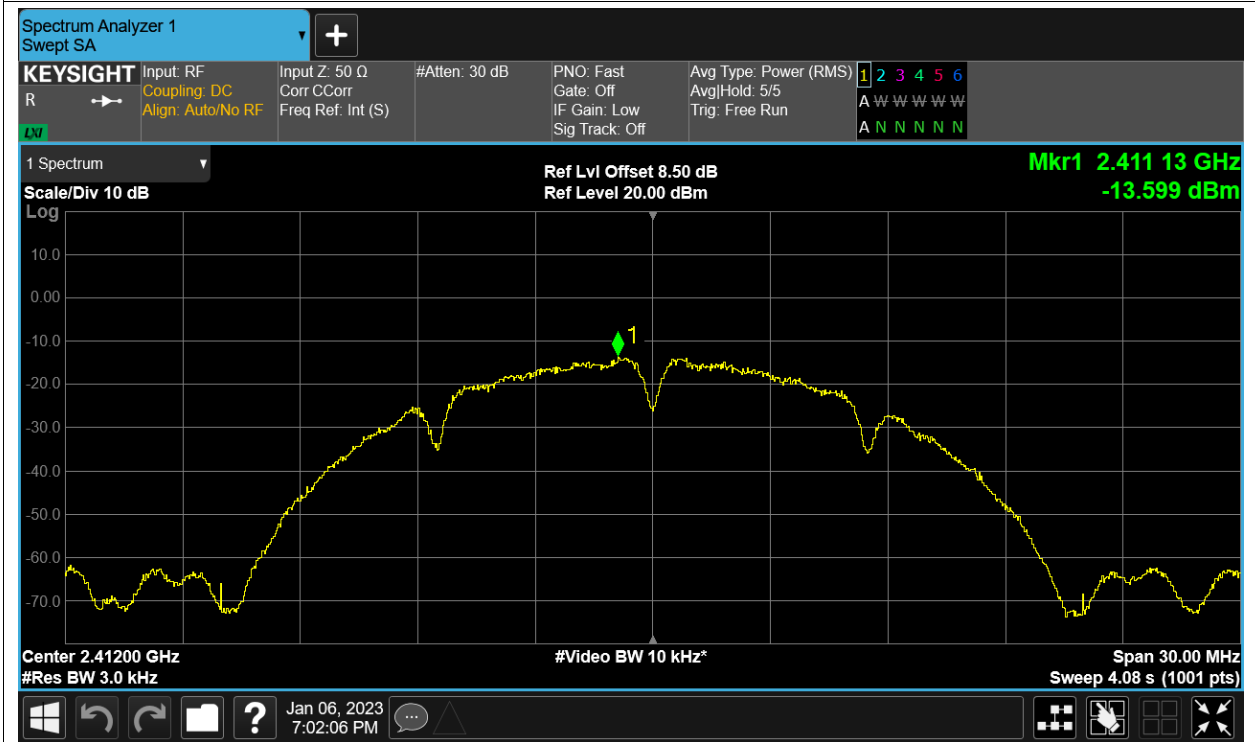 Spectrum Analyzer 1
Swept SA
▼
+
KEYSIGHT
R
LXI
Input: RF
Coupling: DC
Align: Auto/No RF
Input Z: 50 Ω
Corr CCorr
Freq Ref: Int (S)
#Atten: 30 dB
PNO: Fast
Gate: Off
IF Gain: Low
Sig Track: Off
Avg Type: Power (RMS)
Avg|Hold: 5/5
Trig: Free Run
1 2 3 4 5 6
A W W W W W
A N N N N N
1 Spectrum ▼
Scale/Div 10 dB
Log
Ref Lvl Offset 8.50 dB
Ref Level 20.00 dBm
Mkr1 2.411 13 GHz
-13.599 dBm
10.0
0.00
-10.0
-20.0
-30.0
-40.0
-50.0
-60.0
-70.0
1
Center 2.41200 GHz
#Res BW 3.0 kHz
#Video BW 10 kHz*
Span 30.00 MHz
Sweep 4.08 s (1001 pts)
?
Jan 06, 2023
7:02:06 PM